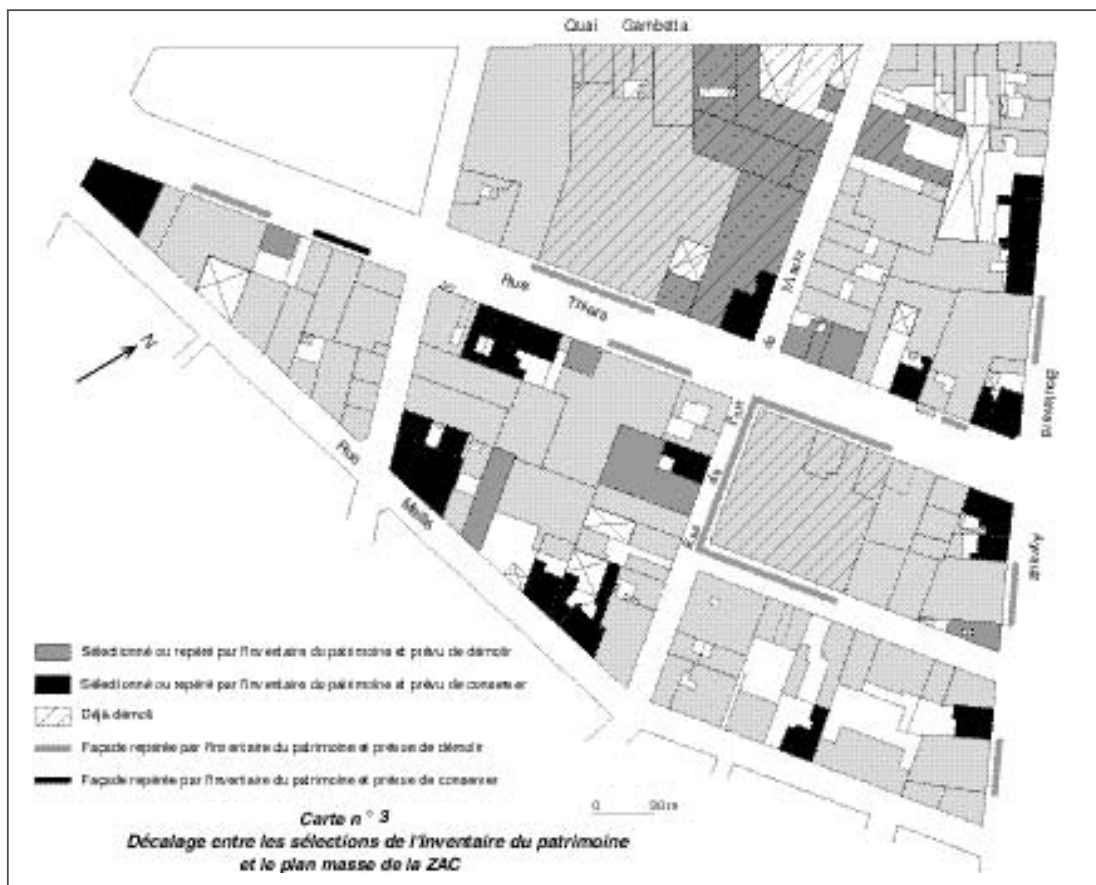 Quai Gambetta
Rue
Thiers
de
Rue
de
Rue
Boulevard
N
Rue
Mailly
Sélectionné ou repéré par l'Inventaire du patrimoine et prévu de démolir
Sélectionné ou repéré par l'Inventaire du patrimoine et prévu de conserver
Déjà démoli
Façade repérée par l'Inventaire du patrimoine et prévue de démolir
Façade repérée par l'Inventaire du patrimoine et prévue de conserver
Carte n° 3
Décalage entre les sélections de l'Inventaire du patrimoine
et le plan masse de la ZAC